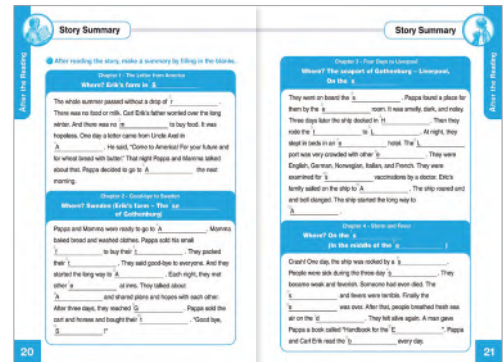 Story Summary
After the Reading
After reading the story, make a summary by filling in the blanks.
Chapter 1 - The Letter from America
Where? Erik's farm in S
The whole summer passed without a drop of r .
There was no food or milk. Carl Erik's father worried over the long
winter. And there was no m to buy food. It was
hopeless. One day a letter came from Uncle Axel in
A . He said, "Come to America! For your future and
for wheat bread with butter!" That night Pappa and Mamma talked
about that. Pappa decided to go to A the next
morning.
Chapter 2 - Goodbye to Sweden
Where? Sweden (Erik's farm – The se
of Gothenburg)
Pappa and Mamma were ready to go to A . Mamma
baked bread and washed clothes. Pappa sold his small
to buy their t . They packed
their t . They said good-bye to everyone. And they
started the long way to A . Each night, they met
other e at inns. They talked about
A and shared plans and hopes with each other.
After three days, they reached G . Pappa sold the
cart and horses and bought their t . "Good bye,
S !"
20
Story Summary
After the Reading
Chapter 3 - Four Days to Liverpool
Where? The seaport of Gothenburg – Liverpool,
On the s
They went on board the s . Pappa found a place for
them by the s room. It was smelly, dark, and noisy.
Three days later the ship docked in H . Then they
rode the t to L . At night, they
slept in beds in an e hotel. The L
port was very crowded with other e . They were
English, German, Norwegian, Italian, and French. They were
examined for s vaccinations by a doctor. Eric's
family sailed on the ship to A . The ship roared and
and bell clanged. The ship started the long way to
A .
Chapter 4 - Storm and Fever
Where? On the s
(In the middle of the o )
Crash! One day, the ship was rocked by a s .
People were sick during the three day s . They
became weak and feverish. Someone had even died. The
s and fevers were terrible. Finally the
s was over. After that, people breathed fresh sea
air on the d . They felt alive again. A man gave
Pappa a book called "Handbook for the E ". Pappa
and Carl Erik read the b every day.
21